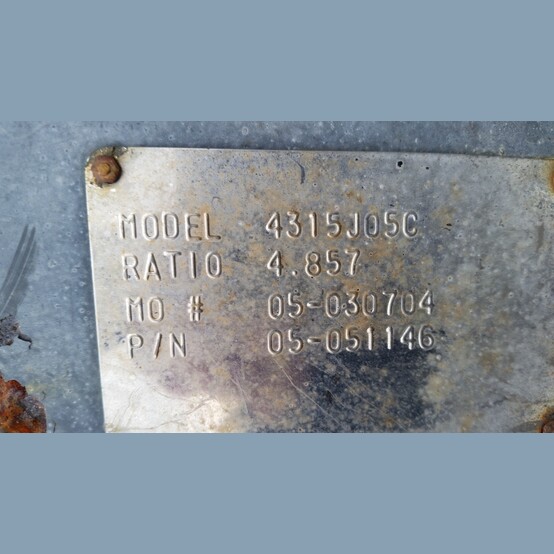 MODEL 4315J05C
RATIO 4.857
MO # 05-030704
P/N 05-051146